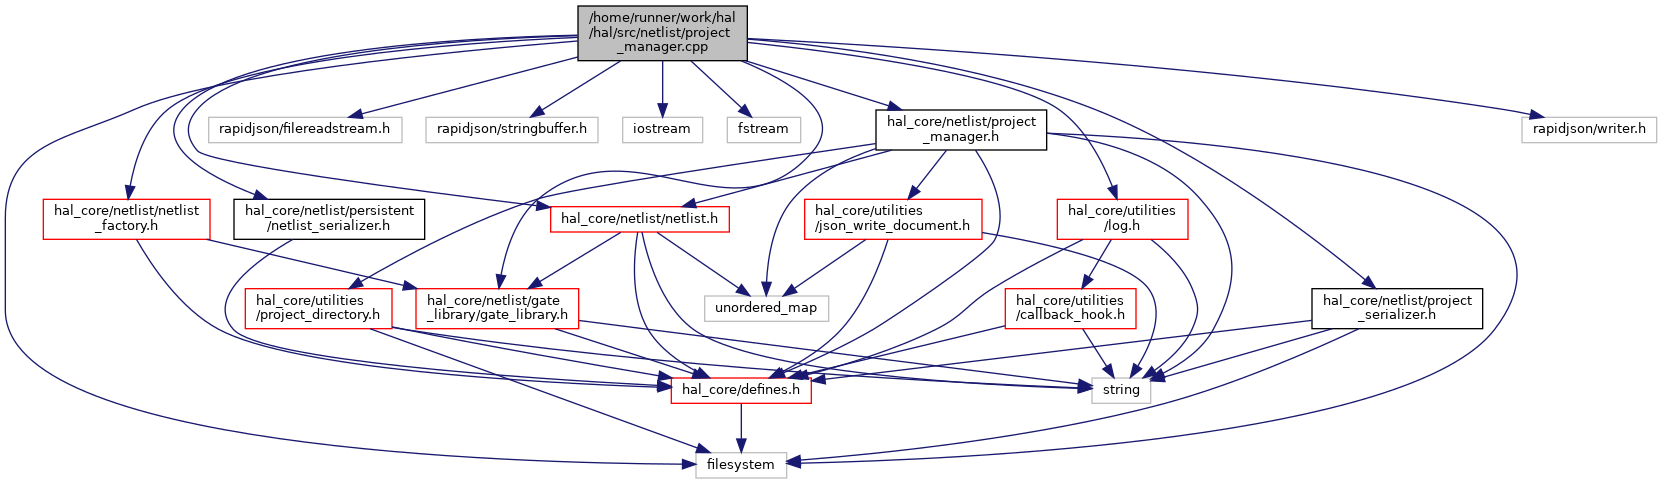 /home/runner/work/hal
/hal/src/netlist/project
_manager.cpp
rapidjson/filereadstream.h
rapidjson/stringbuffer.h
iostream
fstream
hal_core/netlist/project
_manager.h
rapidjson/writer.h
hal_core/netlist/netlist
_factory.h
hal_core/netlist/persistent
/netlist_serializer.h
hal_core/netlist/netlist.h
hal_core/utilities
/json_write_document.h
hal_core/utilities
/log.h
hal_core/utilities
/project_directory.h
hal_core/netlist/gate
_library/gate_library.h
unordered_map
hal_core/utilities
/callback_hook.h
hal_core/netlist/project
_serializer.h
hal_core/defines.h
string
filesystem